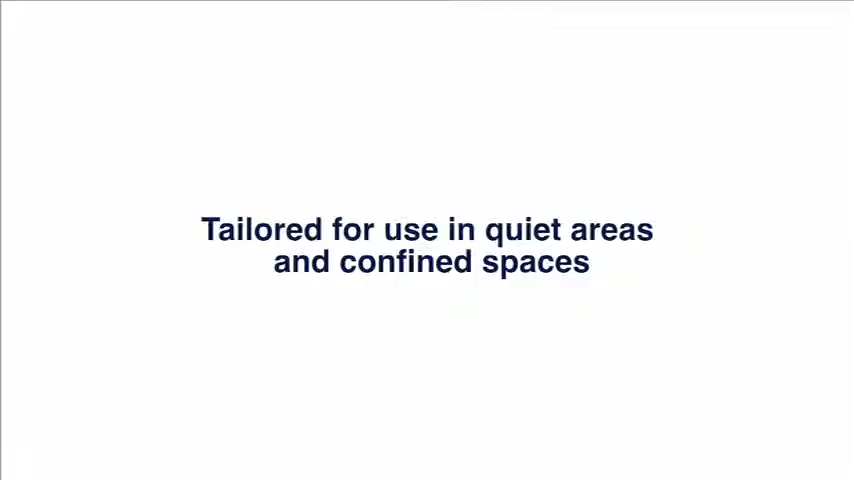 Tailored for use in quiet areas
and confined spaces